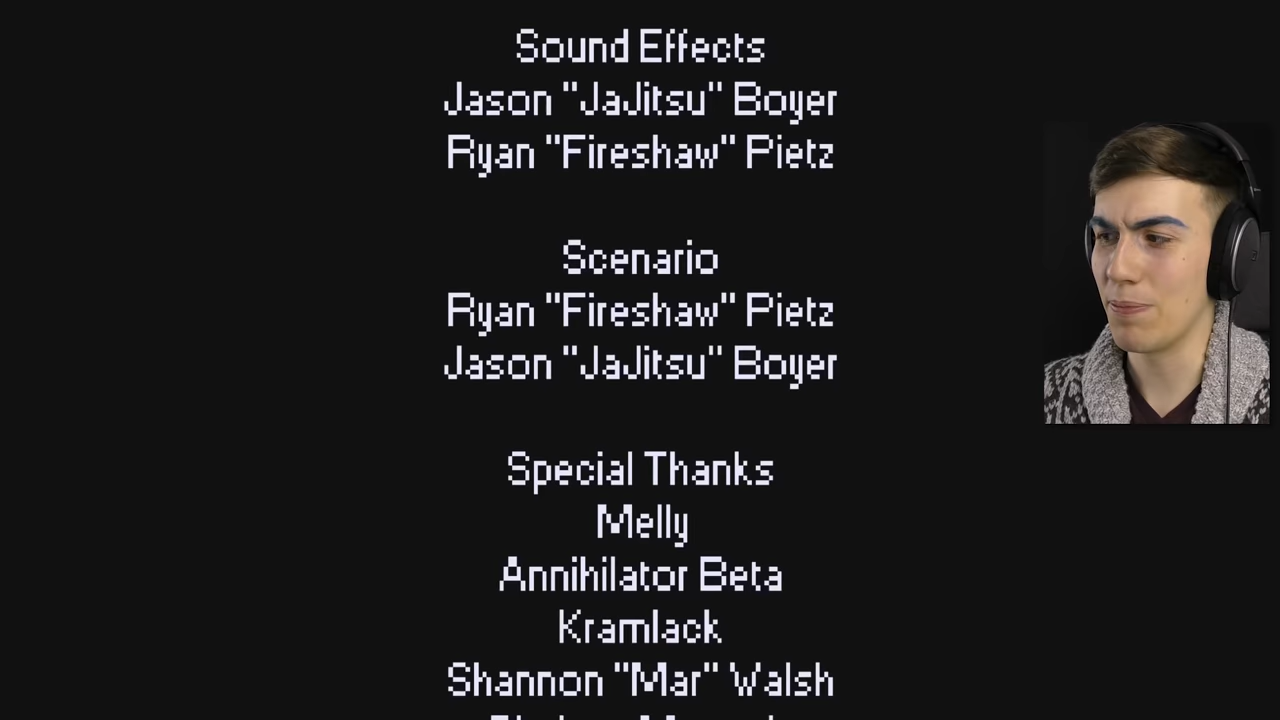 Sound Effects
Jason "JaJitsu" Boyer
Ryan "Fireshaw" Pietz
Scenario
Ryan "Fireshaw" Pietz
Jason "JaJitsu" Boyer
Special Thanks
Melly
Annihilator Beta
Kramlack
Shannon "Mar" Walsh